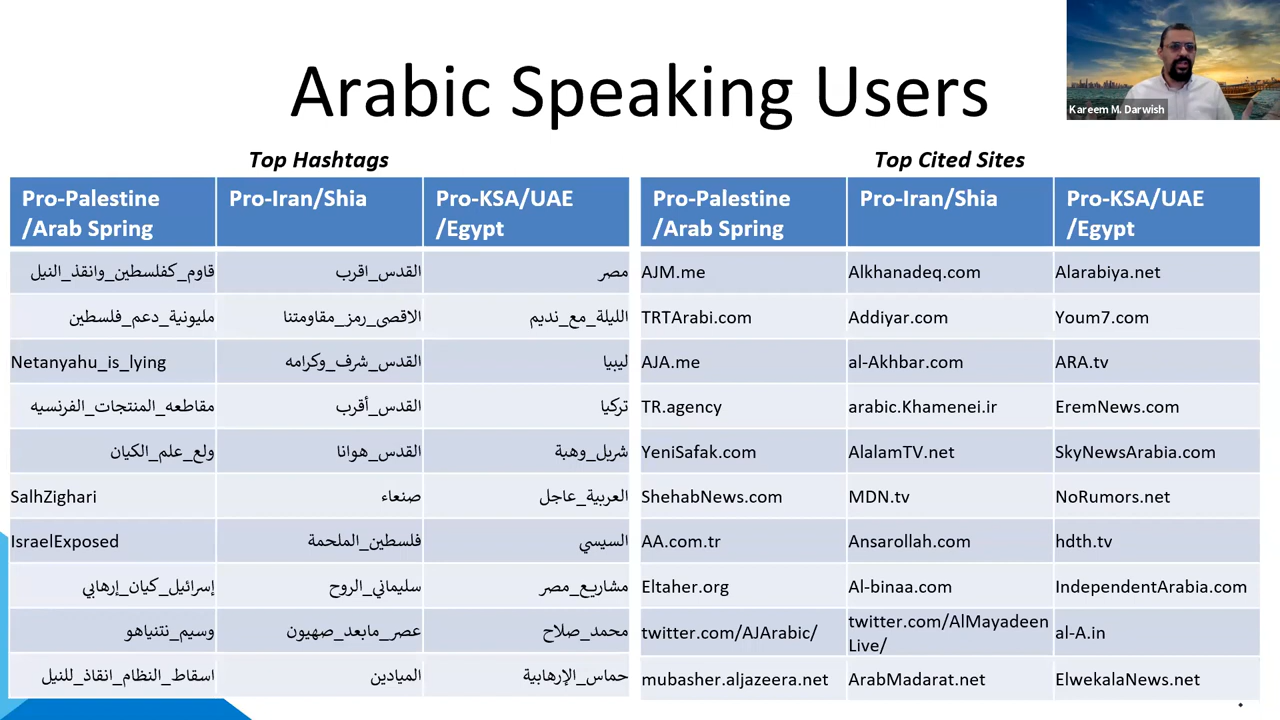 Arabic Speaking Users
Kareem M. Darwish
Top Hashtags
Pro-Palestine
/Arab Spring
Pro-Iran/Shia
Pro-KSA/UAE
/Egypt
قاوم_كفلسطين_وانقذ_النيل
القدس_اقرب
مصر
مليونية_دعم_فلسطين
الاقصى_رمز_مقاومتنا
الليلة_مع_نديم
Netanyahu_is_lying
القدس_شرف_وكرامه
ليبيا
مقاطعه_المنتجات_الفرنسيه
القدس_أقرب
تركيا
ولع_علم_الكيان
القدس_هوانا
شربل_وهبة
SalhZighari
صنعاء
العربية_عاجل
IsraelExposed
فلسطين_الملحمة
السيسي
إسرائيل_كيان_إرهابي
سليماني_الروح
مشاريع_مصر
وسيم_نتنياهو
عصر_مابعد_صهيون
محمد_صلاح
اسقاط_النظام_انقاذ_للنيل
الميادين
حماس_الإرهابية
Top Cited Sites
Pro-Palestine
/Arab Spring
Pro-Iran/Shia
Pro-KSA/UAE
/Egypt
AJM.me
Alkhanadeq.com
Alarabiya.net
TRTArabi.com
Addiyar.com
Youm7.com
AJA.me
al-Akhbar.com
ARA.tv
TR.agency
arabic.Khamenei.ir
EremNews.com
YeniSafak.com
AlalamTV.net
SkyNewsArabia.com
ShehabNews.com
MDN.tv
NoRumors.net
AA.com.tr
Ansarollah.com
hdth.tv
Eltaher.org
Al-binaa.com
IndependentArabia.com
twitter.com/AJArabic/
twitter.com/AlMayadeen
Live/
al-A.in
mubasher.aljazeera.net
ArabMadarat.net
ElwekalaNews.net